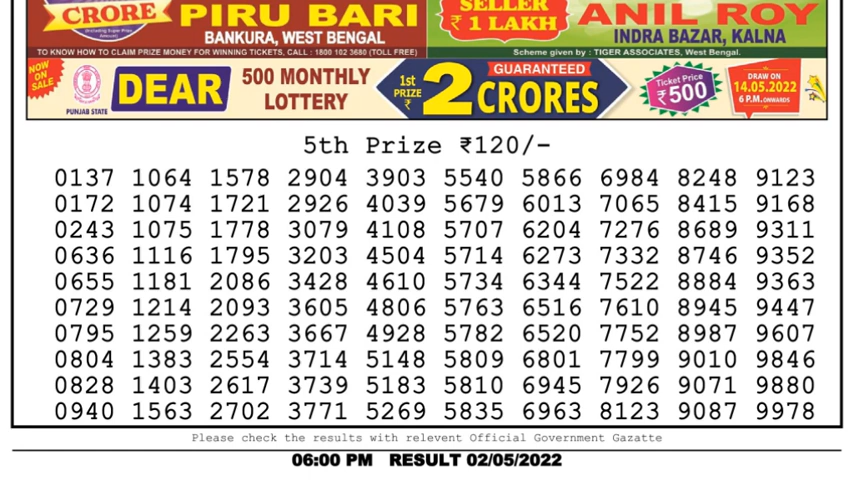 CRORE
(Including Super Prize Amount)
PIRU BARI
BANKURA, WEST BENGAL
TO KNOW HOW TO CLAIM PRIZE MONEY FOR WINNING TICKETS, CALL : 1800 102 3680 (TOLL FREE)
SELLER
₹ 1 LAKH
ANIL ROY
INDRA BAZAR, KALNA
Scheme given by : TIGER ASSOCIATES, West Bengal.
NOW ON SALE
PUNJAB STATE
DEAR
500 MONTHLY
LOTTERY
1st
PRIZE
₹
2
GUARANTEED
CRORES
Ticket Price
₹500
DRAW ON
14.05.2022
6 P.M. ONWARDS
5th Prize ₹120/-
0137 1064 1578 2904 3903 5540 5866 6984 8248 9123
0172 1074 1721 2926 4039 5679 6013 7065 8415 9168
0243 1075 1778 3079 4108 5707 6204 7276 8689 9311
0636 1116 1795 3203 4504 5714 6273 7332 8746 9352
0655 1181 2086 3428 4610 5734 6344 7522 8884 9363
0729 1214 2093 3605 4806 5763 6516 7610 8945 9447
0795 1259 2263 3667 4928 5782 6520 7752 8987 9607
0804 1383 2554 3714 5148 5809 6801 7799 9010 9846
0828 1403 2617 3739 5183 5810 6945 7926 9071 9880
0940 1563 2702 3771 5269 5835 6963 8123 9087 9978
Please check the results with relevent Official Government Gazatte
06:00 PM RESULT 02/05/2022